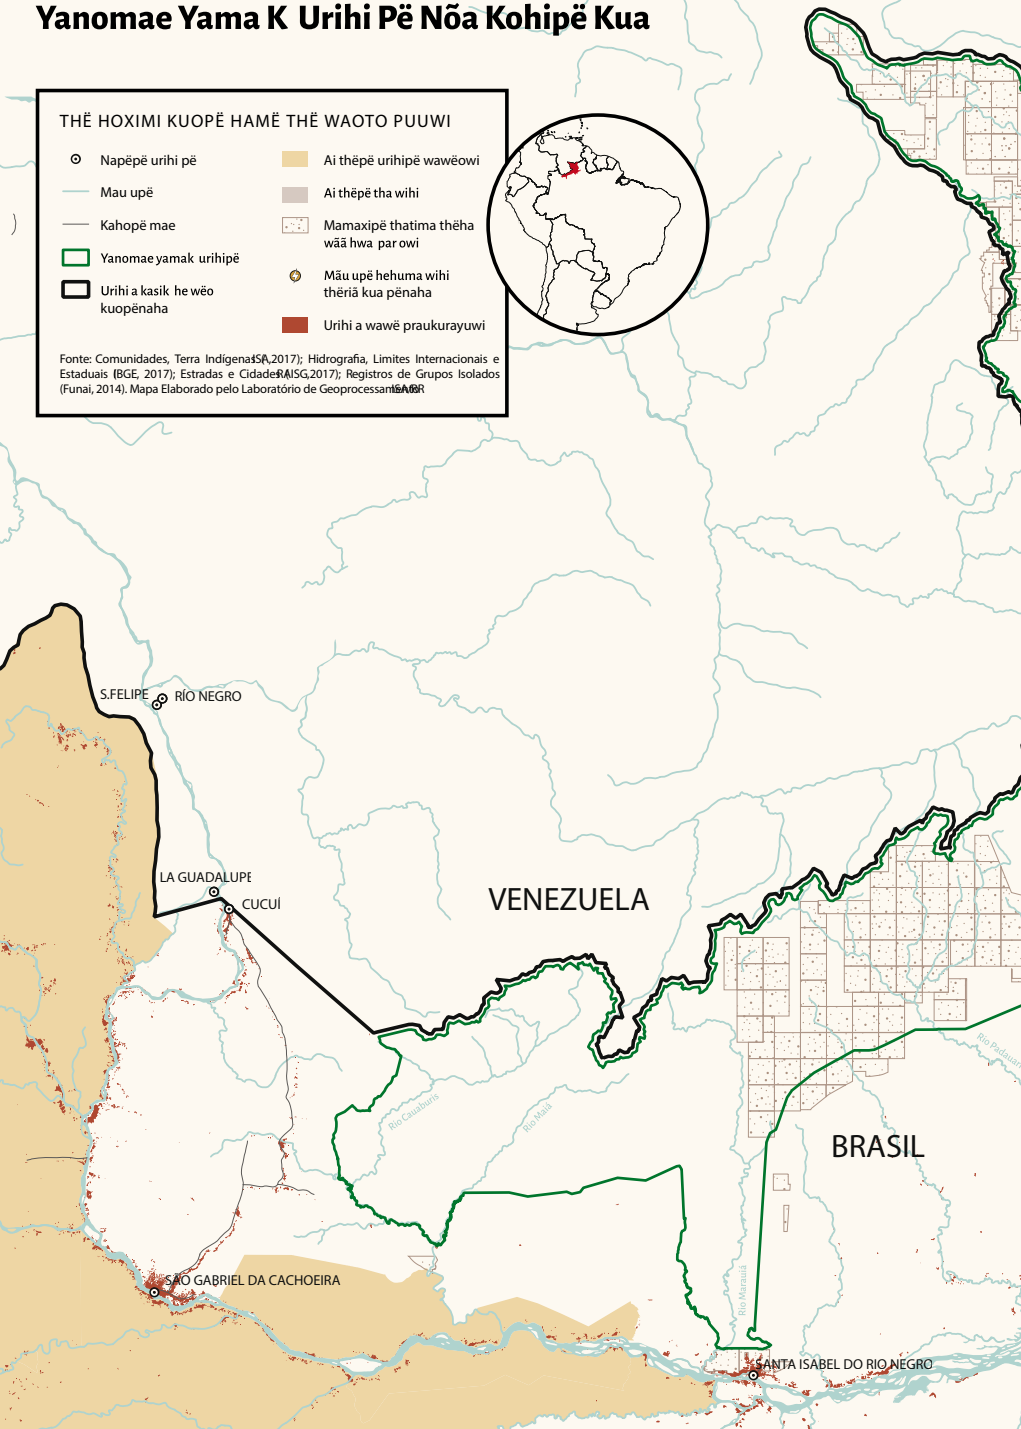 Yanomae Yama K Urihi Pë Nõa Kohipë Kua
THË HOXIMI KUOPË HAMË THË WAOTO PUUWI
Napëpë urihi pë
Mau upë
Kahopë mae
Yanomae yamak urihipë
Urihi a kasik he wëo
kuopënaha
Ai thëpë urihipë wawëowi
Ai thëpë tha wihi
Mamaxipë thatima thëha
wãã hwa par owi
Mãu upë hehuma wihi
thëriã kua pënaha
Urihi a wawë praukurayuwi
Fonte: Comunidades, Terra Indígenas (ISA,2017); Hidrografia, Limites Internacionais e
Estaduais (IBGE, 2017); Estradas e Cidades (RAISG,2017); Registros de Grupos Isolados
(Funai, 2014). Mapa Elaborado pelo Laboratório de Geoprocessamento ISA/RR
S.FELIPE
RÍO NEGRO
LA GUADALUPE
CUCUÍ
VENEZUELA
Rio Padauari
Rio Cauaburis
Rio Maiá
BRASIL
Rio Marauiá
SÃO GABRIEL DA CACHOEIRA
SANTA ISABEL DO RIO NEGRO